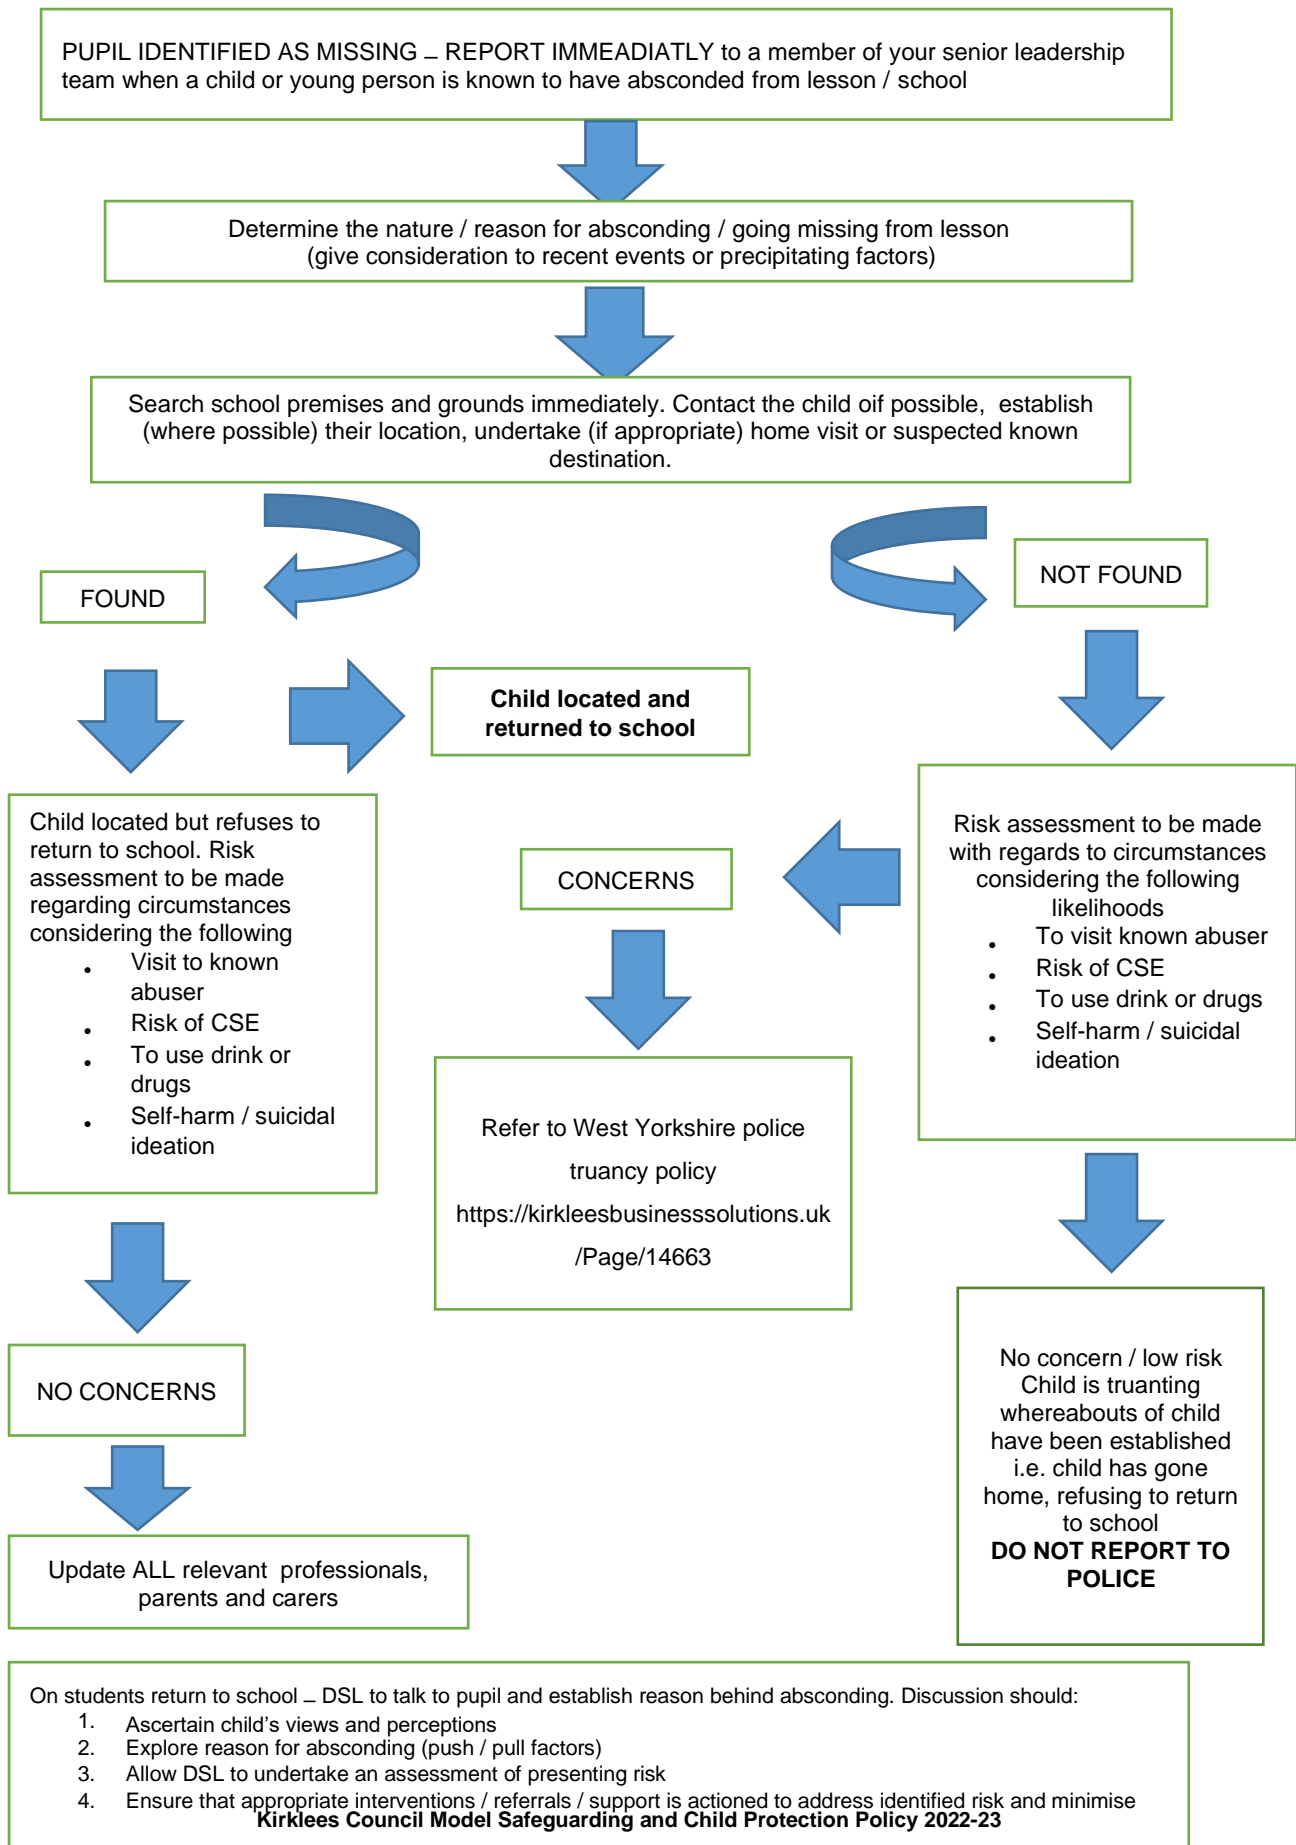 PUPIL IDENTIFIED AS MISSING – REPORT IMMEADIATLY to a member of your senior leadership
team when a child or young person is known to have absconded from lesson / school
Determine the nature / reason for absconding / going missing from lesson
(give consideration to recent events or precipitating factors)
Search school premises and grounds immediately. Contact the child oif possible, establish
(where possible) their location, undertake (if appropriate) home visit or suspected known
destination.
FOUND
NOT FOUND
Child located and
returned to school
Child located but refuses to
return to school. Risk
assessment to be made
regarding circumstances
considering the following
• Visit to known
abuser
• Risk of CSE
• To use drink or
drugs
• Self-harm / suicidal
ideation
CONCERNS
Risk assessment to be made
with regards to circumstances
considering the following
likelihoods
• To visit known abuser
• Risk of CSE
• To use drink or drugs
• Self-harm / suicidal
ideation
Refer to West Yorkshire police
truancy policy
https://kirkleesbusinesssolutions.uk
/Page/14663
NO CONCERNS
No concern / low risk
Child is truanting
whereabouts of child
have been established
i.e. child has gone
home, refusing to return
to school
DO NOT REPORT TO
POLICE
Update ALL relevant professionals,
parents and carers
On students return to school – DSL to talk to pupil and establish reason behind absconding. Discussion should:
1. Ascertain child's views and perceptions
2. Explore reason for absconding (push / pull factors)
3. Allow DSL to undertake an assessment of presenting risk
4. Ensure that appropriate interventions / referrals / support is actioned to address identified risk and minimise
Kirklees Council Model Safeguarding and Child Protection Policy 2022-23